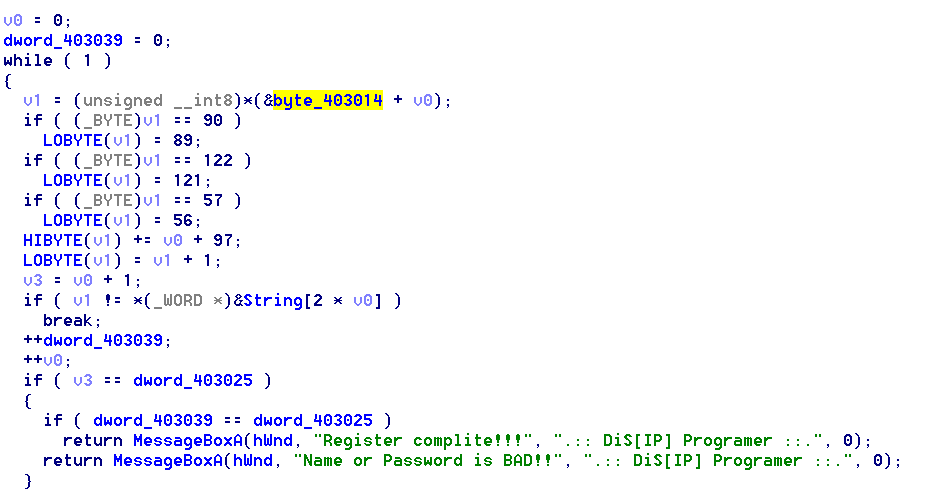 v0 = 0;
dword_403039 = 0;
while ( 1 )
{
  v1 = (unsigned __int8)*(&byte_403014 + v0);
  if ( (_BYTE)v1 == 90 )
    LOBYTE(v1) = 89;
  if ( (_BYTE)v1 == 122 )
    LOBYTE(v1) = 121;
  if ( (_BYTE)v1 == 57 )
    LOBYTE(v1) = 56;
  HIBYTE(v1) += v0 + 97;
  LOBYTE(v1) = v1 + 1;
  v3 = v0 + 1;
  if ( v1 != *(_WORD *)&String[2 * v0] )
    break;
  ++dword_403039;
  ++v0;
  if ( v3 == dword_403025 )
  {
    if ( dword_403039 == dword_403025 )
      return MessageBoxA(hWnd, "Register complite!!!", ".:: DiS[IP] Programer ::.", 0);
    return MessageBoxA(hWnd, "Name or Password is BAD!!", ".:: DiS[IP] Programer ::.", 0);
  }